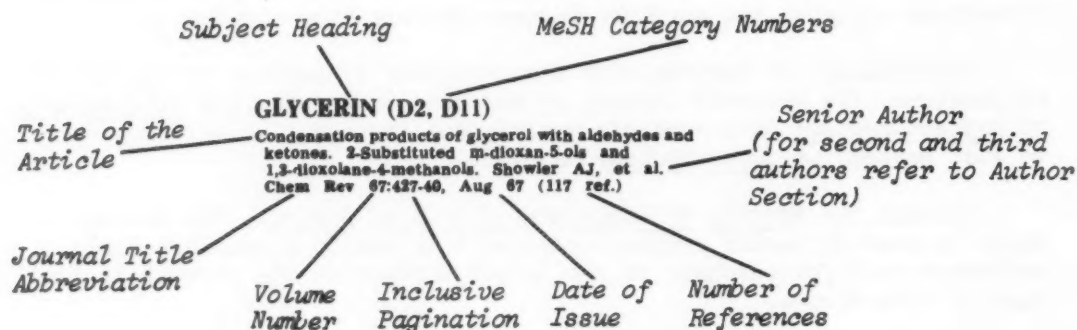 Subject Heading
MeSH Category Numbers
GLYCERIN (D2, D11)
Title of the
Article
Condensation products of glycerol with aldehydes and
ketones. 2-Substituted m-dioxan-5-ols and
1,3-dioxolane-4-methanols. Showler AJ, et al.
Chem Rev 67:427-40, Aug 67 (117 ref.)
Senior Author
(for second and third
authors refer to Author
Section)
Journal Title
Abbreviation
Volume
Number
Inclusive
Pagination
Date of
Issue
Number of
References